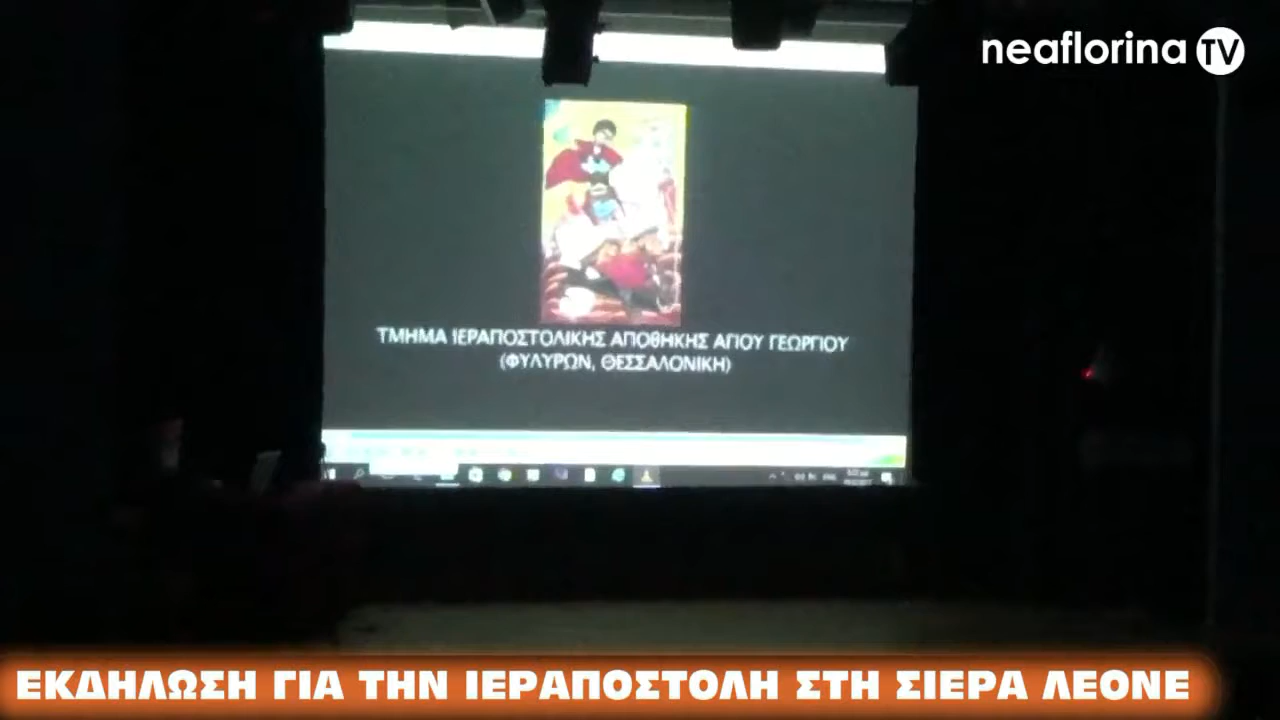 neaflorina TV
ΤΜΗΜΑ ΙΕΡΑΠΟΣΤΟΛΙΚΗΣ ΑΠΟΘΗΚΗΣ ΑΓΙΟΥ ΓΕΩΡΓΙΟΥ
(ΦΥΛΥΡΩΝ, ΘΕΣΣΑΛΟΝΙΚΗ)
ΕΚΔΗΛΩΣΗ ΓΙΑ ΤΗΝ ΙΕΡΑΠΟΣΤΟΛΗ ΣΤΗ ΣΙΕΡΑ ΛΕΟΝΕ